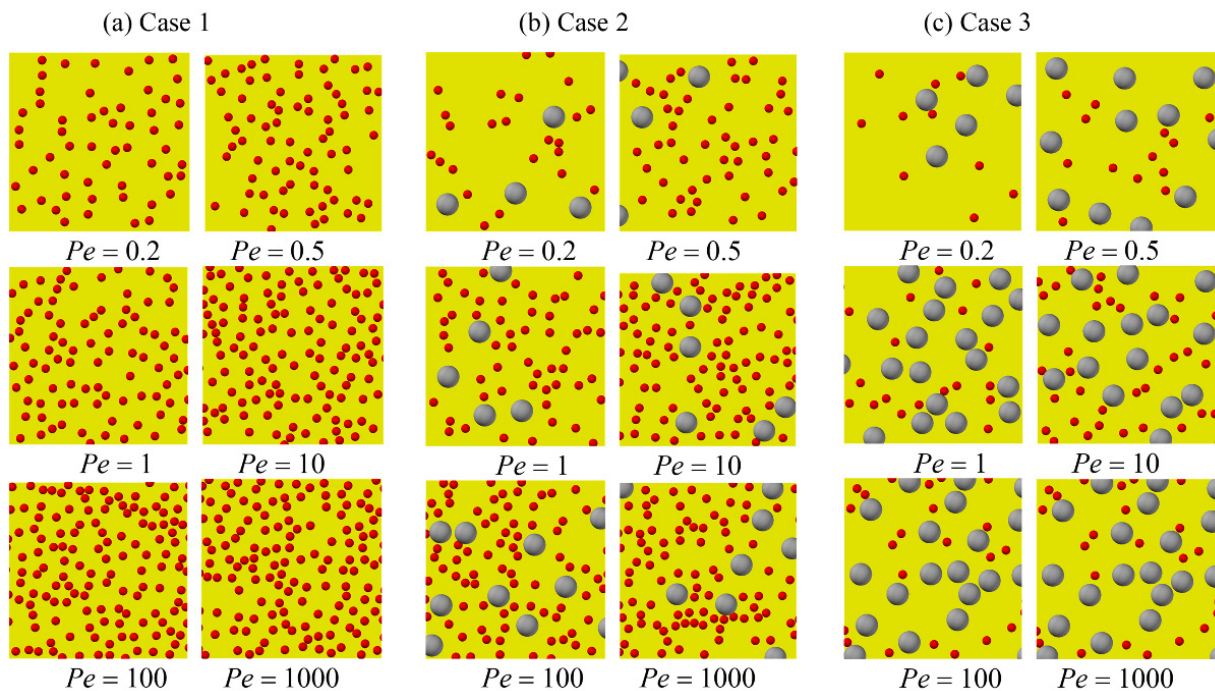 (a) Case 1 (b) Case 2 (c) Case 3
Pe = 0.2 Pe = 0.5 Pe = 0.2 Pe = 0.5 Pe = 0.2 Pe = 0.5
Pe = 1 Pe = 10 Pe = 1 Pe = 10 Pe = 1 Pe = 10
Pe = 100 Pe = 1000 Pe = 100 Pe = 1000 Pe = 100 Pe = 1000